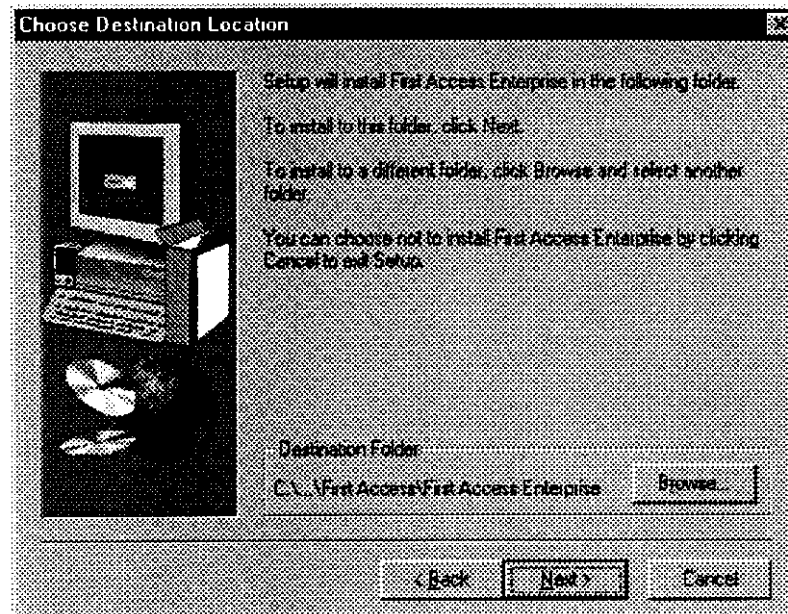 Choose Destination Location
Setup will install First Access Enterprise in the following folder.
To install to this folder, click Next.
To install to a different folder, click Browse and select another
folder.
You can choose not to install First Access Enterprise by clicking
Cancel to exit Setup.
Destination Folder
C:\...\First Access\First Access Enterprise
Browse...
< Back
Next >
Cancel